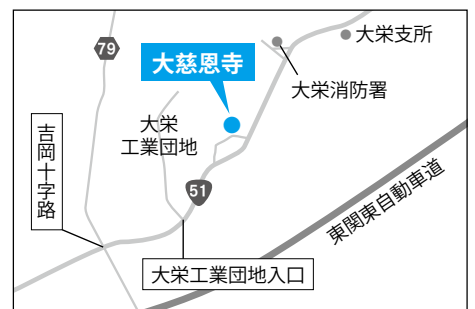 大栄支所
79
大慈恩寺
大栄消防署
大栄
工業団地
吉岡十字路
51
東関東自動車道
大栄工業団地入口